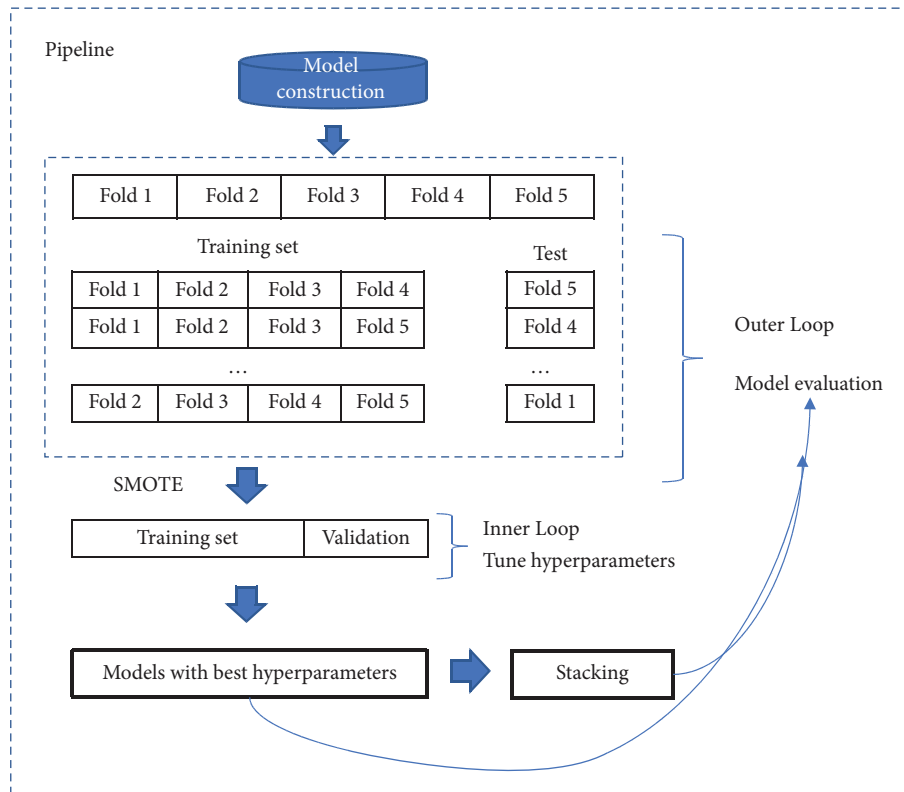 Pipeline
Model
construction
Fold 1 Fold 2 Fold 3 Fold 4 Fold 5
Training set Test
Fold 1 Fold 2 Fold 3 Fold 4 Fold 5
Fold 1 Fold 2 Fold 3 Fold 5 Fold 4
... ...
Fold 2 Fold 3 Fold 4 Fold 5 Fold 1
Outer Loop
Model evaluation
SMOTE
Training set Validation
Inner Loop
Tune hyperparameters
Models with best hyperparameters
Stacking